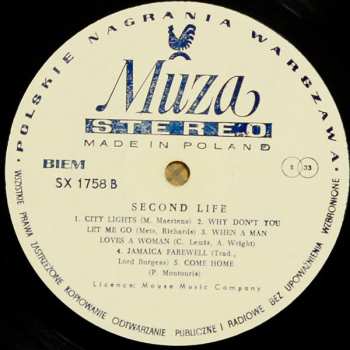 · POLSKIE NAGRANIA WARSZAWA ·
Muza
STEREO
MADE IN POLAND
BIEM
SX 1758 B
33
SECOND LIFE
1. CITY LIGHTS (M. Maertens) 2. WHY DON'T YOU
LET ME GO (Mets, Richards) 3. WHEN A MAN
LOVES A WOMAN (C. Lewis, A. Wright)
4. JAMAICA FAREWELL (Trad.,
Lord Burgess) 5. COME HOME
(P. Moutouris)
Licence: Mouse Music Company
WSZYSTKIE PRAWA ZASTRZEŻONE KOPIOWANIE ODTWARZANIE PUBLICZNE I RADIOWE BEZ UPOWAŻNIENIA WZBRONIONE